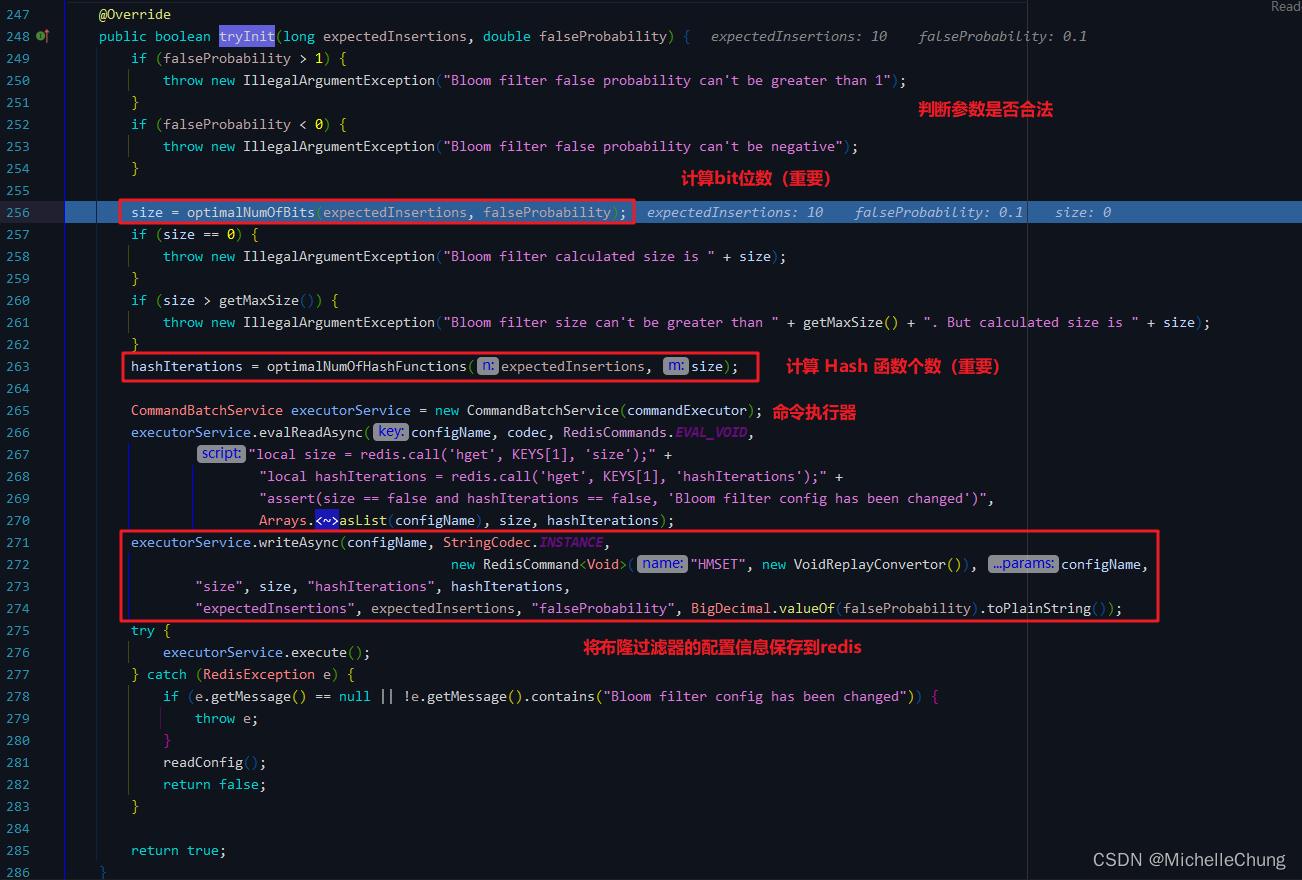 Read
247 @Override
248 public boolean tryInit(long expectedInsertions, double falseProbability) { expectedInsertions: 10 falseProbability: 0.1
249 if (falseProbability > 1) {
250 throw new IllegalArgumentException("Bloom filter false probability can't be greater than 1");
251 }
判断参数是否合法
252 if (falseProbability < 0) {
253 throw new IllegalArgumentException("Bloom filter false probability can't be negative");
254 }
计算bit位数（重要）
255
256 size = optimalNumOfBits(expectedInsertions, falseProbability); expectedInsertions: 10 falseProbability: 0.1 size: 0
257 if (size == 0) {
258 throw new IllegalArgumentException("Bloom filter calculated size is " + size);
259 }
260 if (size > getMaxSize()) {
261 throw new IllegalArgumentException("Bloom filter size can't be greater than " + getMaxSize() + ". But calculated size is " + size);
262 }
263 hashIterations = optimalNumOfHashFunctions( n: expectedInsertions, m: size); 计算 Hash 函数个数（重要）
264
265 CommandBatchService executorService = new CommandBatchService(commandExecutor); 命令执行器
266 executorService.evalReadAsync( key: configName, codec, RedisCommands.EVAL_VOID,
267 script: "local size = redis.call('hget', KEYS[1], 'size');" +
268 "local hashIterations = redis.call('hget', KEYS[1], 'hashIterations');" +
269 "assert(size == false and hashIterations == false, 'Bloom filter config has been changed')",
270 Arrays.<~>asList(configName), size, hashIterations);
271 executorService.writeAsync(configName, StringCodec.INSTANCE,
272 new RedisCommand<Void>( name: "HMSET", new VoidReplayConvertor()), ...params: configName,
273 "size", size, "hashIterations", hashIterations,
274 "expectedInsertions", expectedInsertions, "falseProbability", BigDecimal.valueOf(falseProbability).toPlainString());
275 try {
将布隆过滤器的配置信息保存到redis
276 executorService.execute();
277 } catch (RedisException e) {
278 if (e.getMessage() == null || !e.getMessage().contains("Bloom filter config has been changed")) {
279 throw e;
280 }
281 readConfig();
282 return false;
283 }
284
285 return true;
CSDN @MichelleChung
286 }